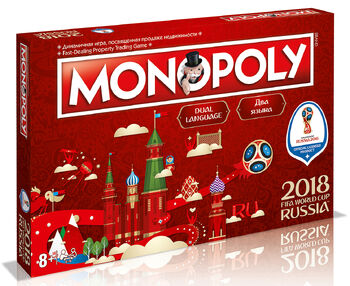 • Динамичная игра, посвященная продаже недвижимости •
• Fast-Dealing Property Trading Game •
MONOPOLY
DUAL LANGUAGE
Два языка
2018
FIFA WORLD CUP
RUSSIA
RU
8+